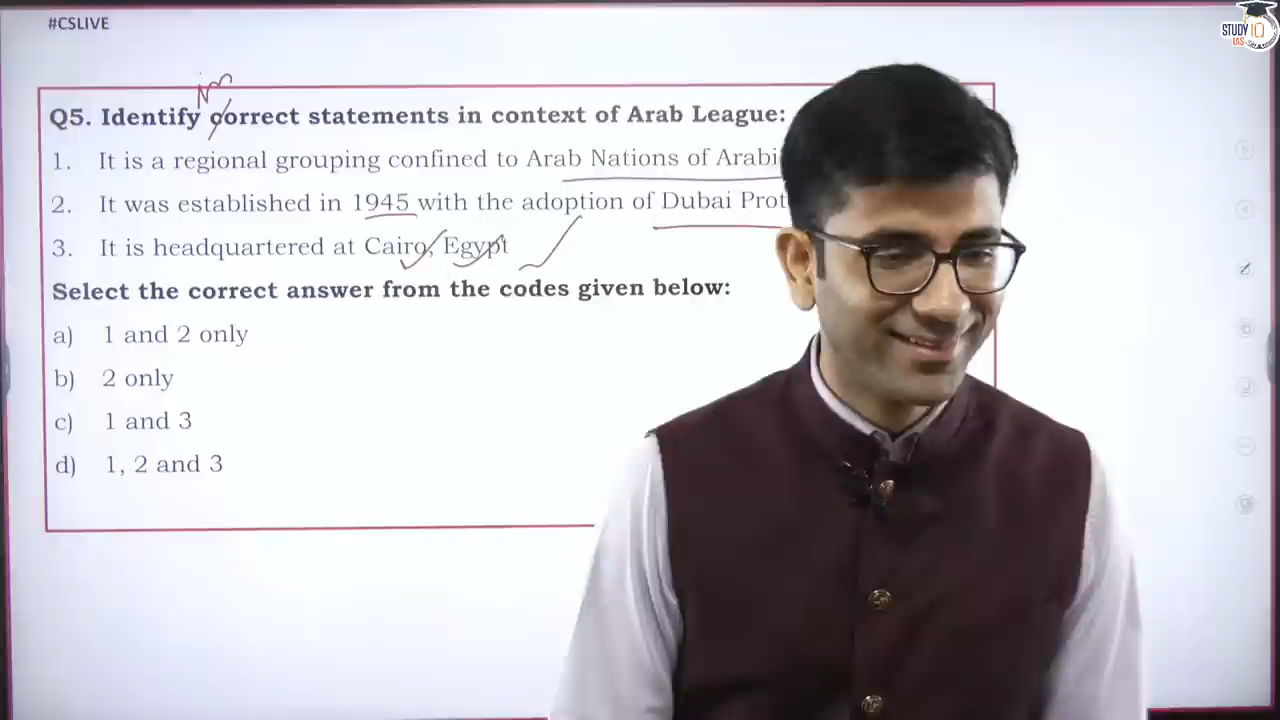 #CSLIVE
STUDY IQ
IAS
Q5. Identify correct statements in context of Arab League:
1. It is a regional grouping confined to Arab Nations of
2. It was established in 1945 with the adoption of Dubai
3. It is headquartered at Cairo, Egypt
Select the correct answer from the codes given below:
a) 1 and 2 only
b) 2 only
c) 1 and 3
d) 1, 2 and 3